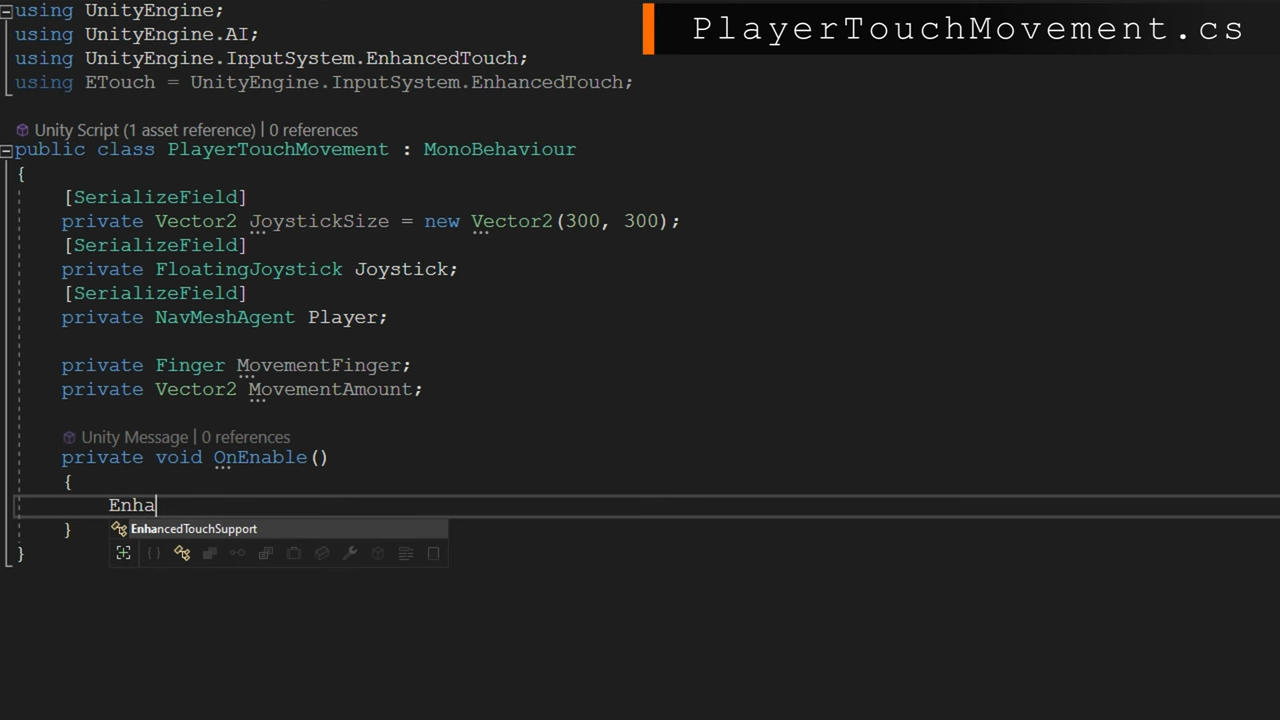 using UnityEngine;
PlayerTouchMovement.cs
using UnityEngine.AI;
using UnityEngine.InputSystem.EnhancedTouch;
using ETouch = UnityEngine.InputSystem.EnhancedTouch;
Unity Script (1 asset reference) | 0 references
public class PlayerTouchMovement : MonoBehaviour
{
[SerializeField]
private Vector2 JoystickSize = new Vector2(300, 300);
[SerializeField]
private FloatingJoystick Joystick;
[SerializeField]
private NavMeshAgent Player;
private Finger MovementFinger;
private Vector2 MovementAmount;
Unity Message | 0 references
private void OnEnable()
{
Enha
EnhancedTouchSupport
}
}